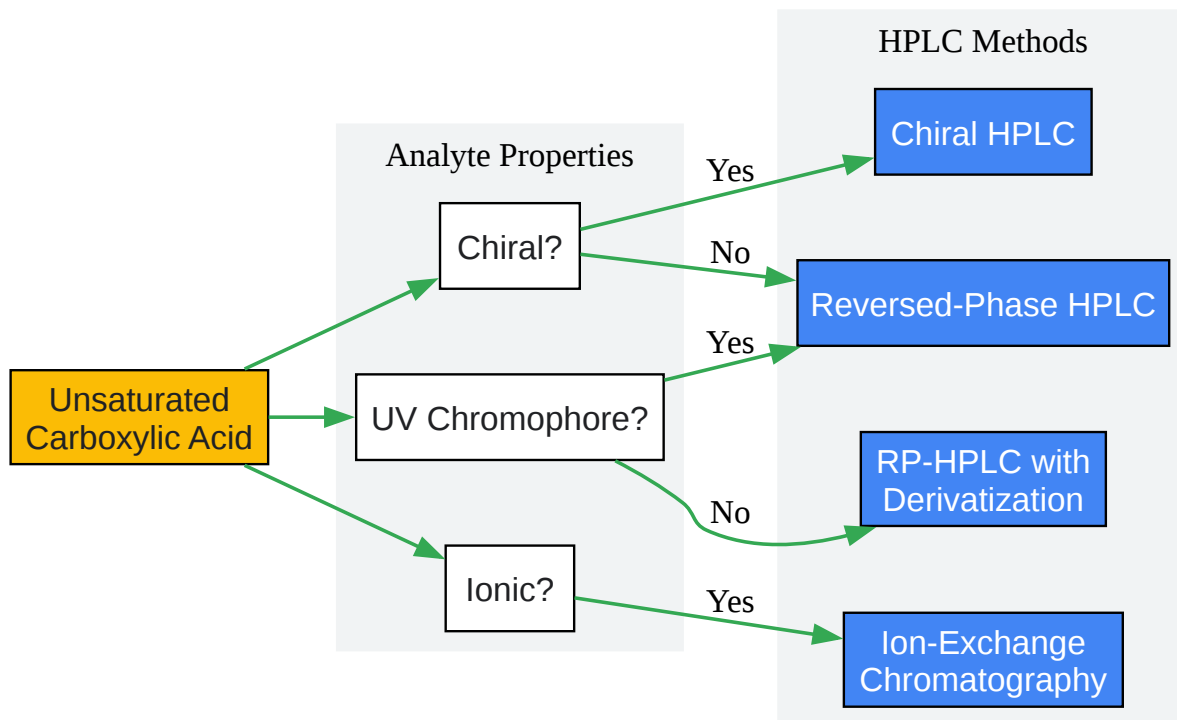 HPLC Methods
Chiral HPLC
Analyte Properties
Yes
Chiral?
No
Reversed-Phase HPLC
Yes
Unsaturated
Carboxylic Acid
UV Chromophore?
RP-HPLC with
Derivatization
No
Ionic?
Yes
Ion-Exchange
Chromatography